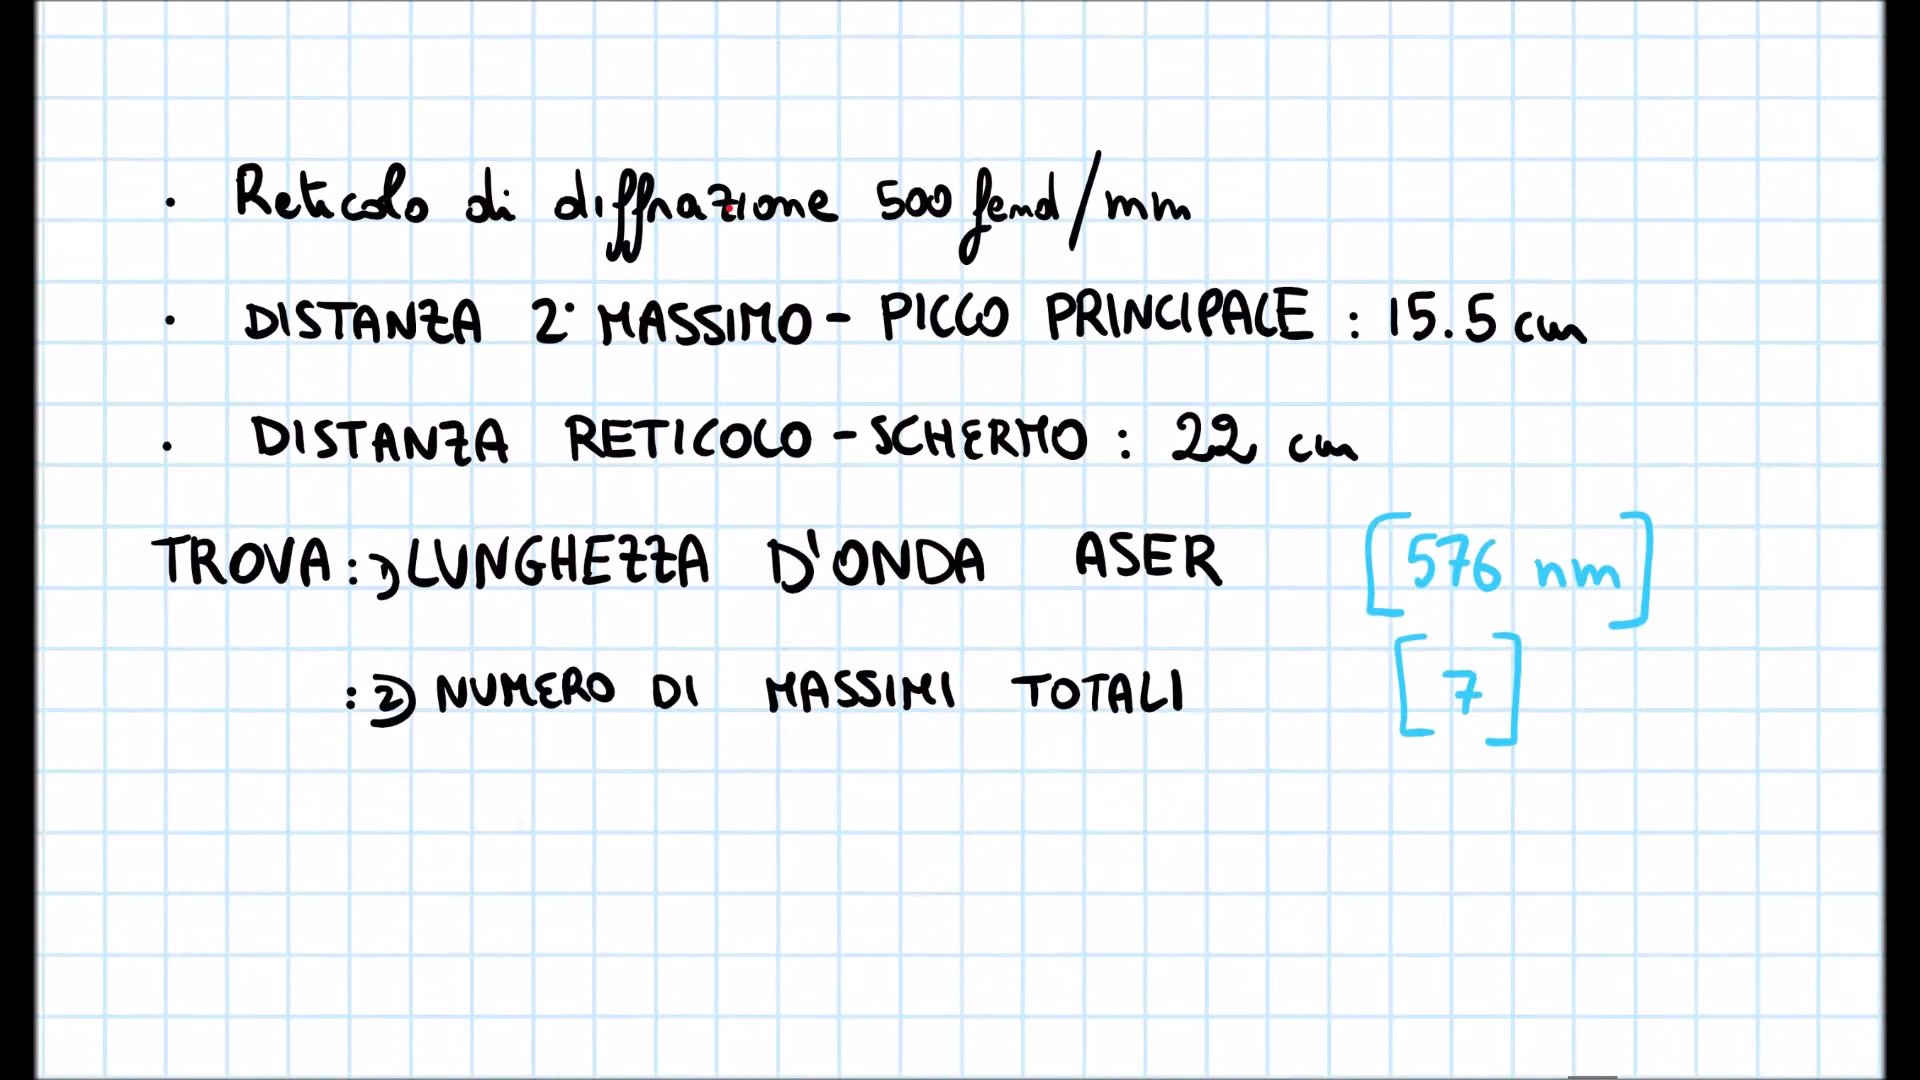 · Reticolo di diffrazione 500 fend/mm
· DISTANZA 2° MASSIMO - PICCO PRINCIPALE : 15.5 cm
· DISTANZA RETICOLO - SCHERMO : 22 cm
TROVA : 1) LUNGHEZZA D'ONDA ASER [576 nm]
: 2) NUMERO DI MASSIMI TOTALI [7]